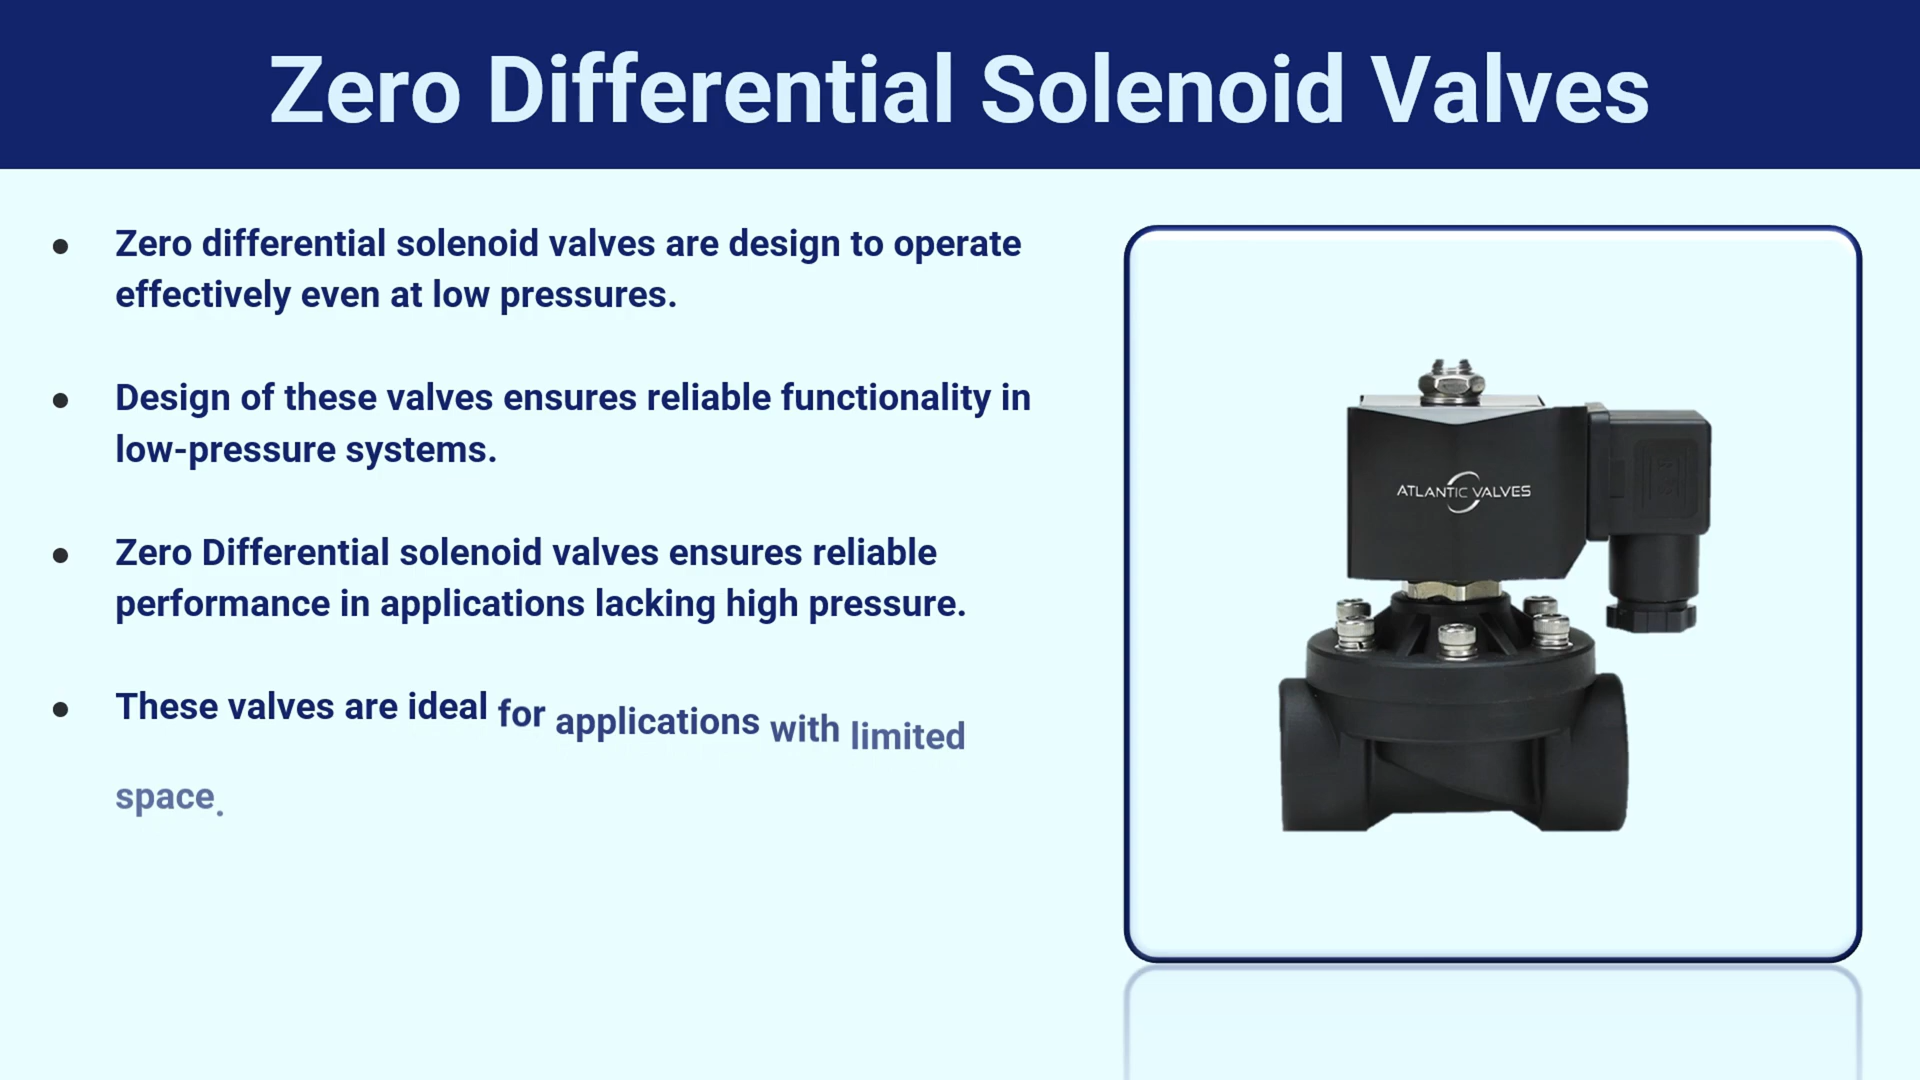 Zero Differential Solenoid Valves
Zero differential solenoid valves are design to operate
effectively even at low pressures.
Design of these valves ensures reliable functionality in
low-pressure systems.
Zero Differential solenoid valves ensures reliable
performance in applications lacking high pressure.
These valves are ideal for applications with limited
space.
ATLANTIC VALVES